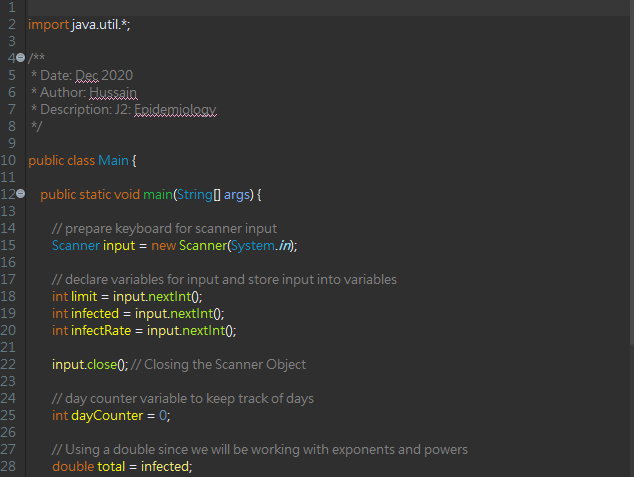 1
2 import java.util.*;
3
4 /**
5 * Date: Dec 2020
6 * Author: Hussain
7 * Description: J2: Epidemiology
8 */
9
10 public class Main {
11
12 public static void main(String[] args) {
13
14 // prepare keyboard for scanner input
15 Scanner input = new Scanner(System.in);
16
17 // declare variables for input and store input into variables
18 int limit = input.nextInt();
19 int infected = input.nextInt();
20 int infectRate = input.nextInt();
21
22 input.close(); // Closing the Scanner Object
23
24 // day counter variable to keep track of days
25 int dayCounter = 0;
26
27 // Using a double since we will be working with exponents and powers
28 double total = infected;